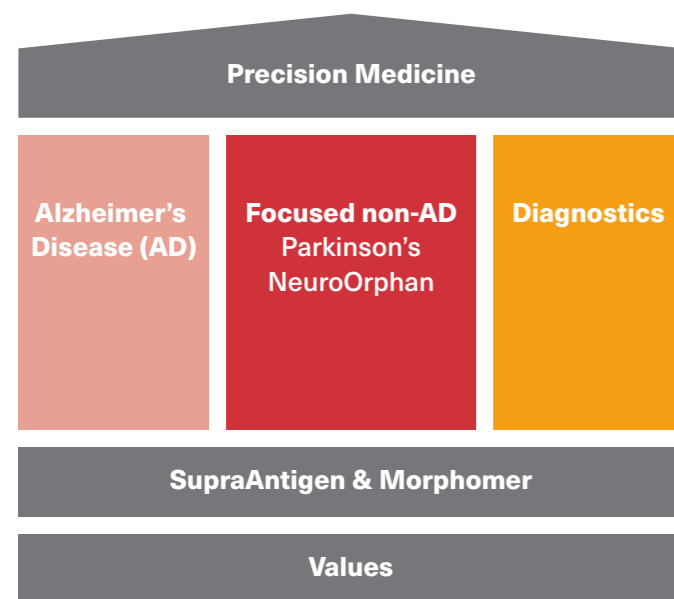 Precision Medicine
Alzheimer's
Disease (AD)
Focused non-AD
Parkinson's
NeuroOrphan
Diagnostics
SupraAntigen & Morphomer
Values